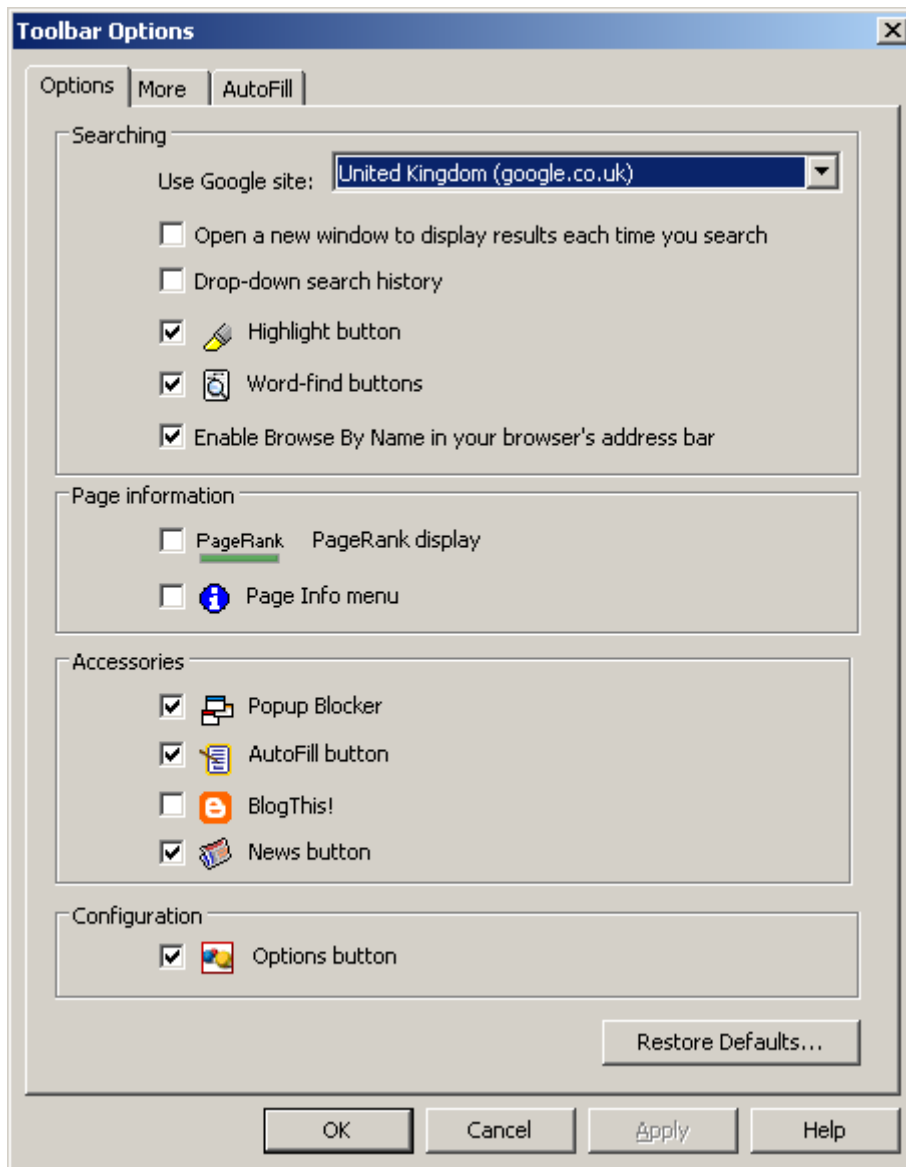 Toolbar Options
Options More AutoFill
Searching
Use Google site: United Kingdom (google.co.uk)
Open a new window to display results each time you search
Drop-down search history
Highlight button
Word-find buttons
Enable Browse By Name in your browser's address bar
Page information
PageRank PageRank display
Page Info menu
Accessories
Popup Blocker
AutoFill button
BlogThis!
News button
Configuration
Options button
Restore Defaults...
OK Cancel Apply Help